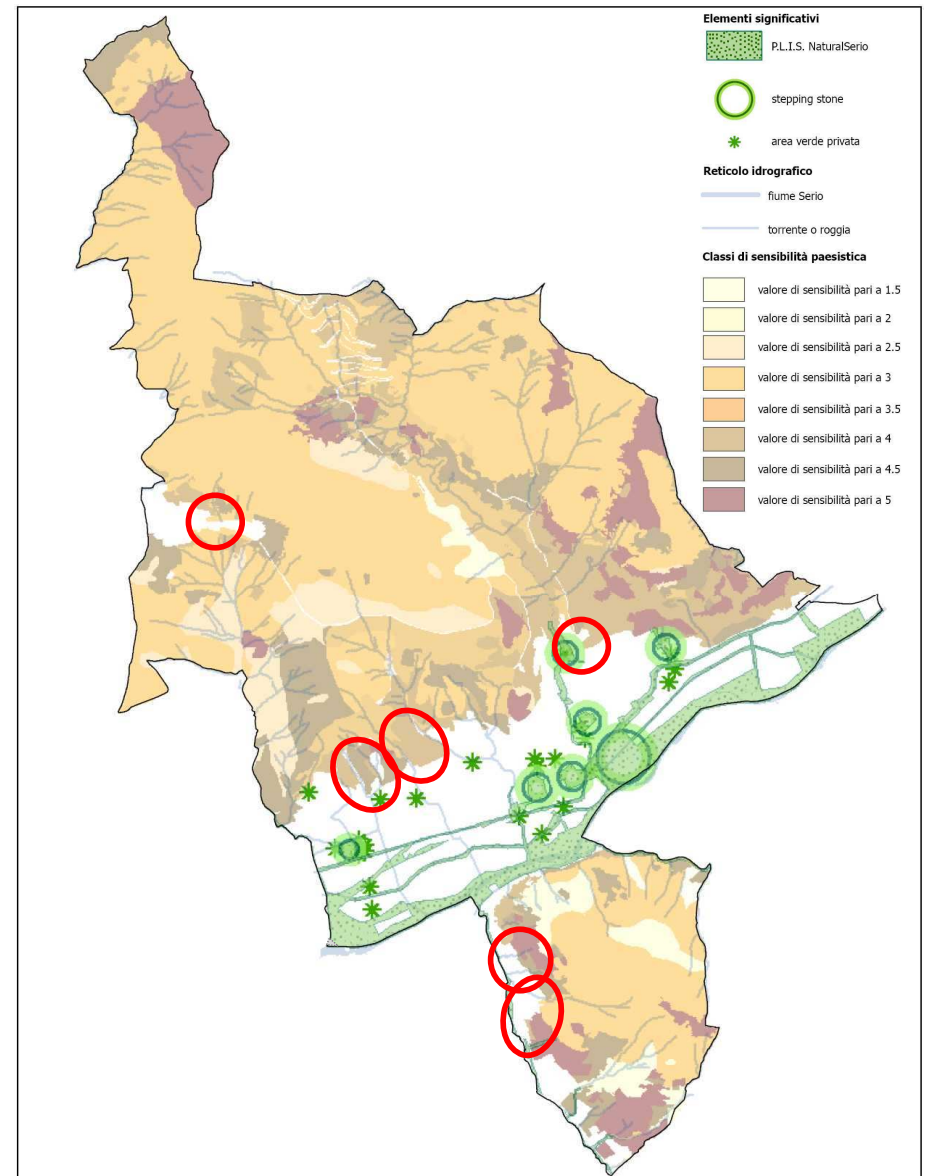 Elementi significativi
P.L.I.S. NaturalSerio
stepping stone
area verde privata
Reticolo idrografico
fiume Serio
torrente o roggia
Classi di sensibilità paesistica
valore di sensibilità pari a 1.5
valore di sensibilità pari a 2
valore di sensibilità pari a 2.5
valore di sensibilità pari a 3
valore di sensibilità pari a 3.5
valore di sensibilità pari a 4
valore di sensibilità pari a 4.5
valore di sensibilità pari a 5